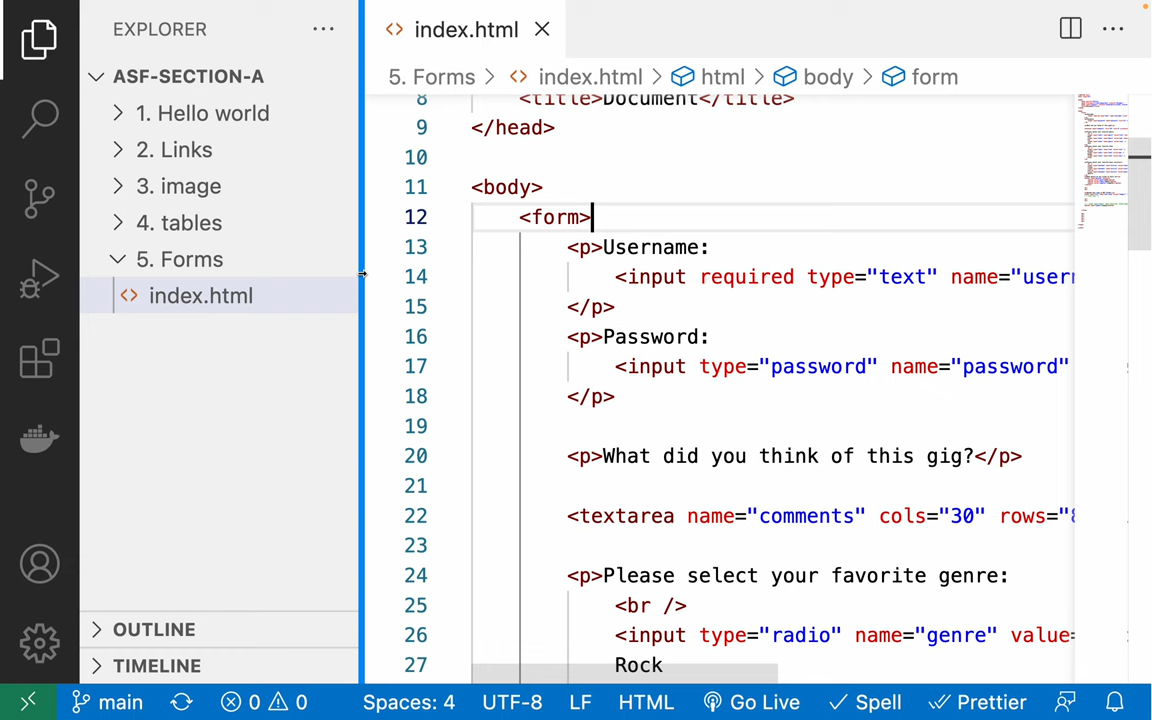 EXPLORER
ASF-SECTION-A
1. Hello world
2. Links
3. image
4. tables
5. Forms
index.html
OUTLINE
TIMELINE
index.html
5. Forms > index.html > html > body > form
8 <title>Document</title>
9 </head>
10
11 <body>
12 <form>
13 <p>Username:
14 <input required type="text" name="user
15 </p>
16 <p>Password:
17 <input type="password" name="password"
18 </p>
19
20 <p>What did you think of this gig?</p>
21
22 <textarea name="comments" cols="30" rows="
23
24 <p>Please select your favorite genre:
25 <br />
26 <input type="radio" name="genre" value=
27 Rock
main 0 0 Spaces: 4 UTF-8 LF HTML Go Live Spell Prettier